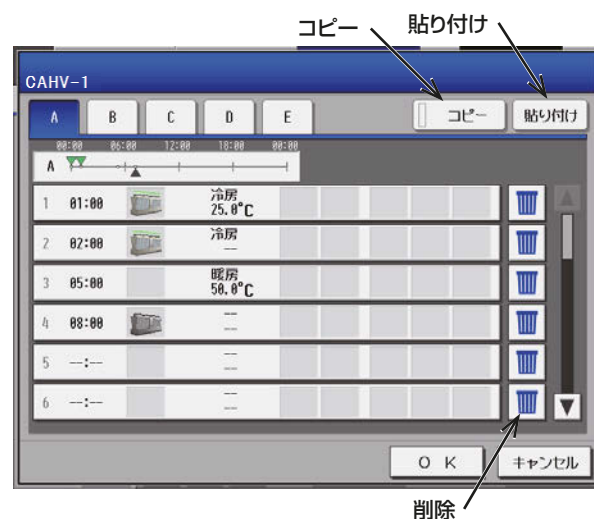 コピー 貼り付け
CAHV-1
A B C D E コピー 貼り付け
00:00 06:00 12:00 18:00 00:00
A
1 01:00 冷房
25.0°C
2 02:00 冷房
--
3 05:00 暖房
50.0°C
4 08:00 --
--
5 --:-- --
--
6 --:-- --
--
OK キャンセル
削除